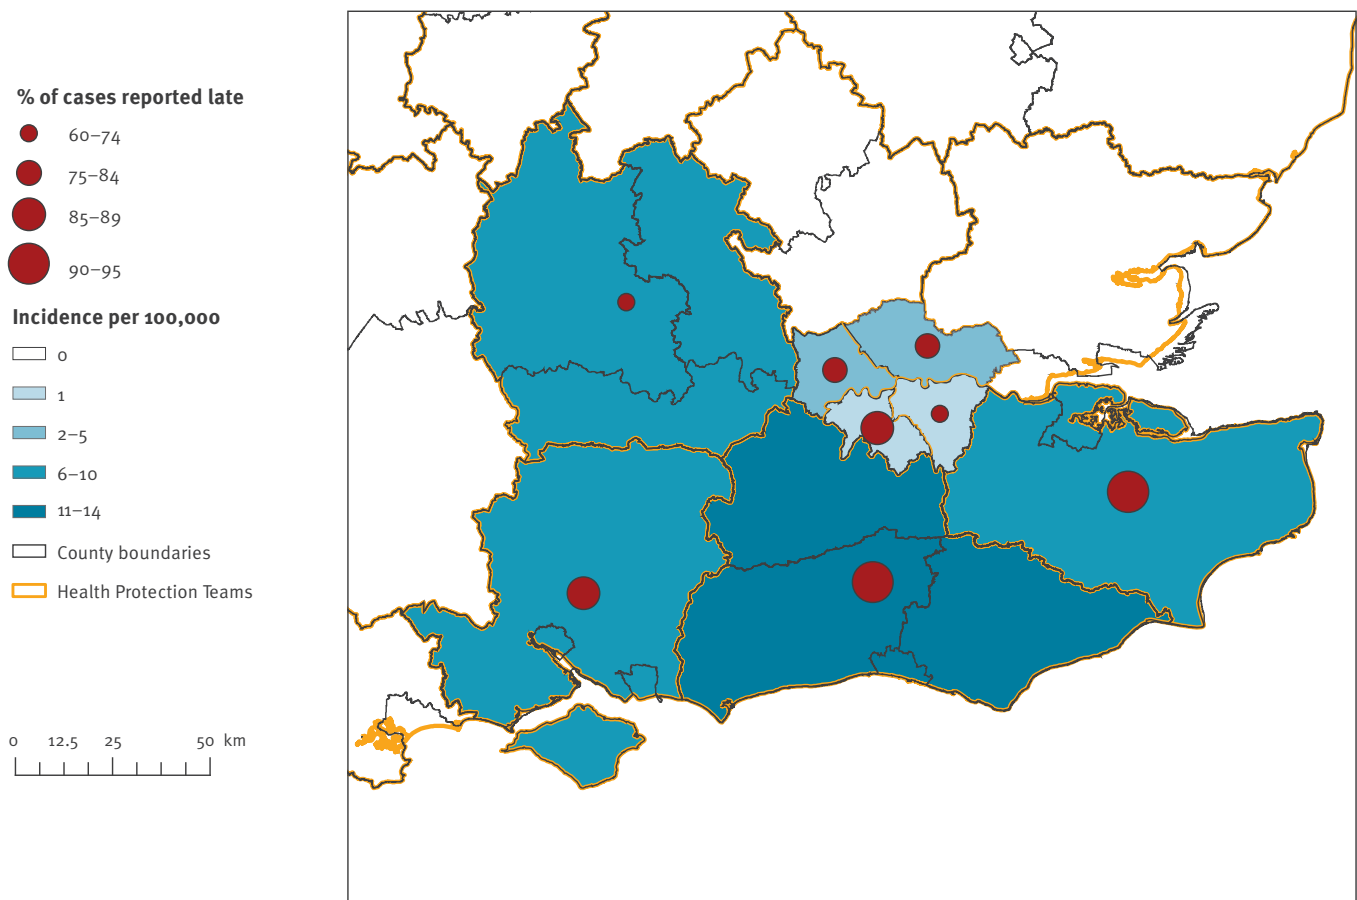 % of cases reported late
60–74
75–84
85–89
90–95
Incidence per 100,000
0
1
2–5
6–10
11–14
County boundaries
Health Protection Teams
0 12.5 25 50 km